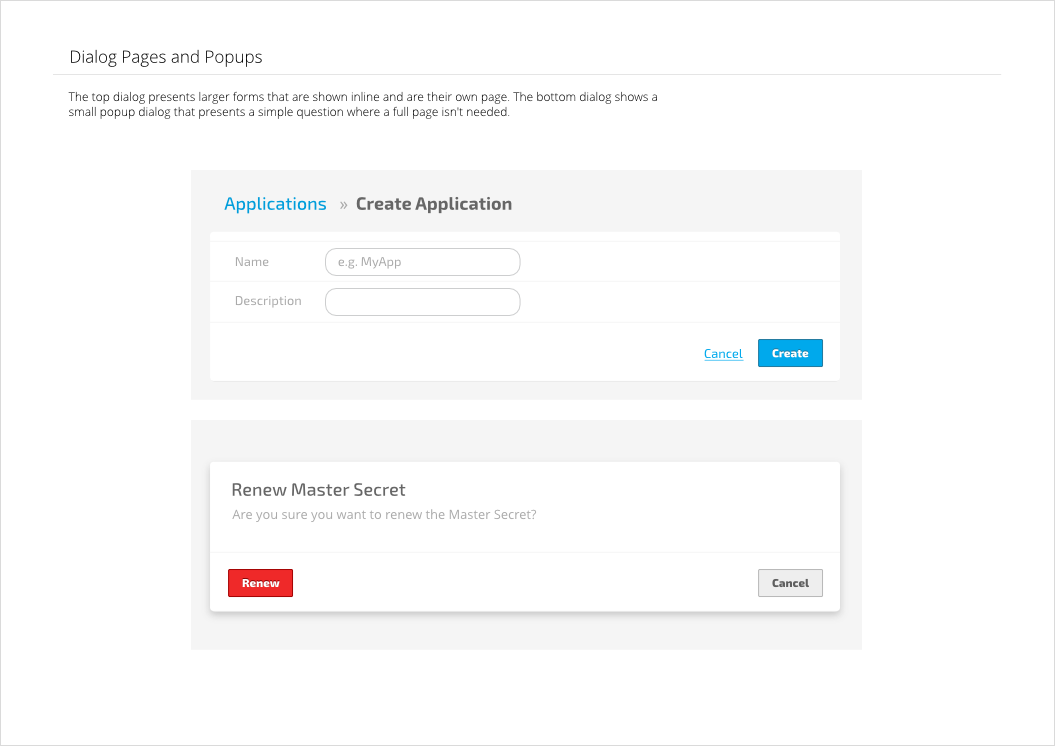 Dialog Pages and Popups
The top dialog presents larger forms that are shown inline and are their own page. The bottom dialog shows a
small popup dialog that presents a simple question where a full page isn't needed.
Applications » Create Application
Name e.g. MyApp
Description
Cancel Create
Renew Master Secret
Are you sure you want to renew the Master Secret?
Renew Cancel